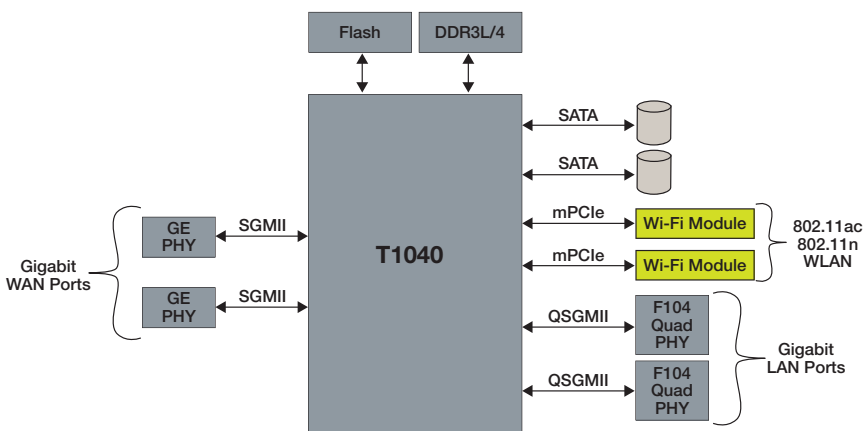 Flash
DDR3L/4
SATA
SATA
mPCIe
Wi-Fi Module
mPCIe
Wi-Fi Module
802.11ac
802.11n
WLAN
GE
PHY
SGMII
GE
PHY
SGMII
Gigabit
WAN Ports
T1040
QSGMII
F104
Quad
PHY
QSGMII
F104
Quad
PHY
Gigabit
LAN Ports